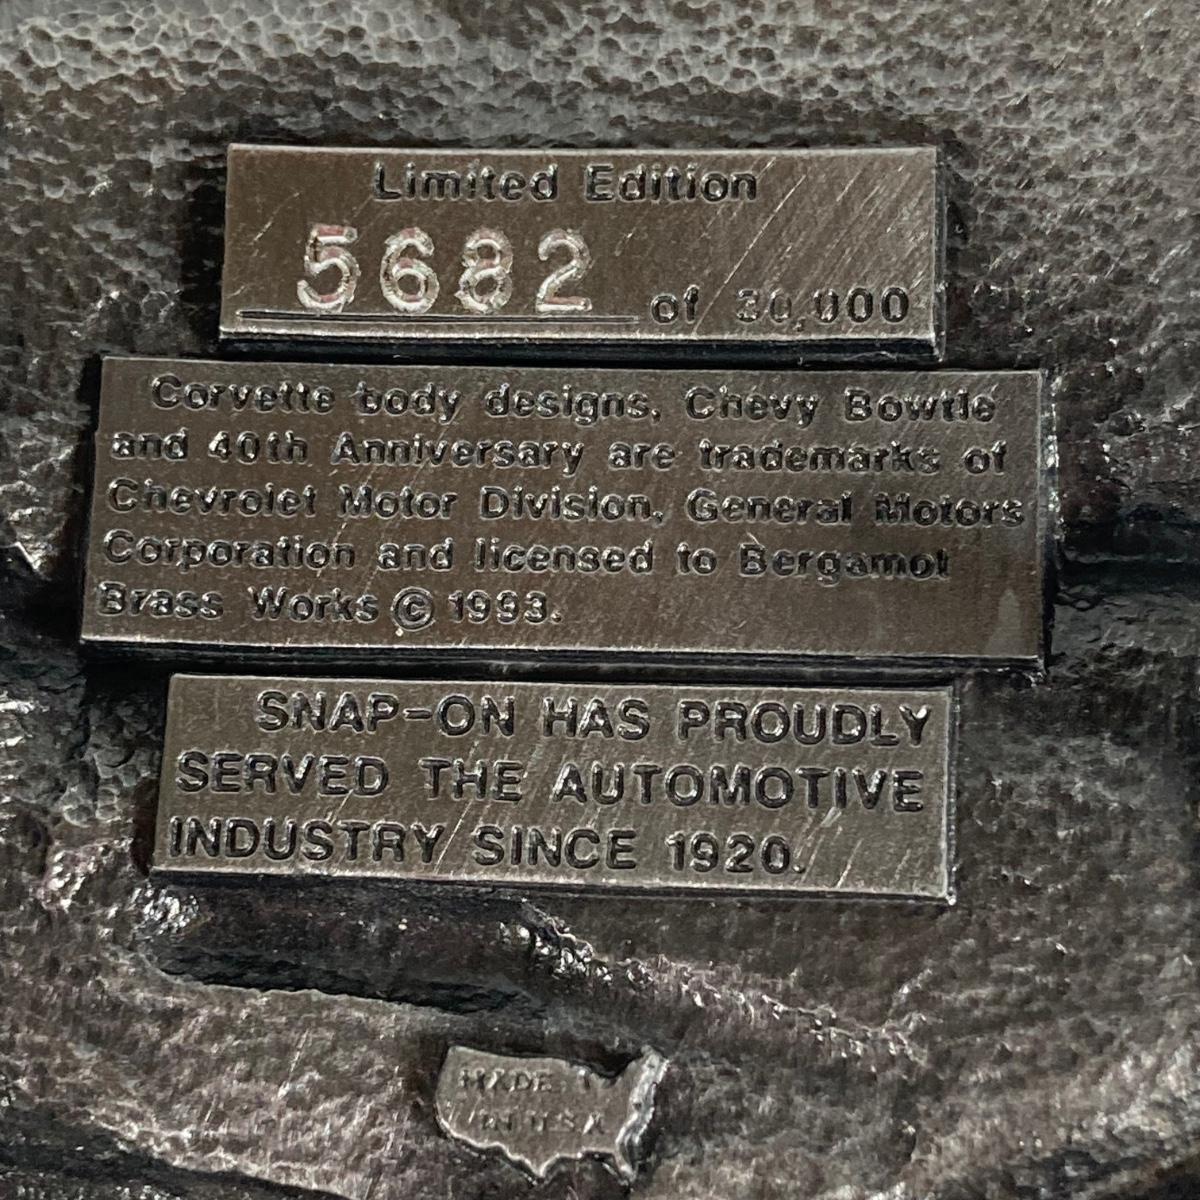 Limited Edition
5682 of 30,000
Corvette body designs, Chevy Bowtie
and 40th Anniversary are trademarks of
Chevrolet Motor Division, General Motors
Corporation and licensed to Bergamot
Brass Works © 1993.
SNAP-ON HAS PROUDLY
SERVED THE AUTOMOTIVE
INDUSTRY SINCE 1920.
MADE
IN U.S.A